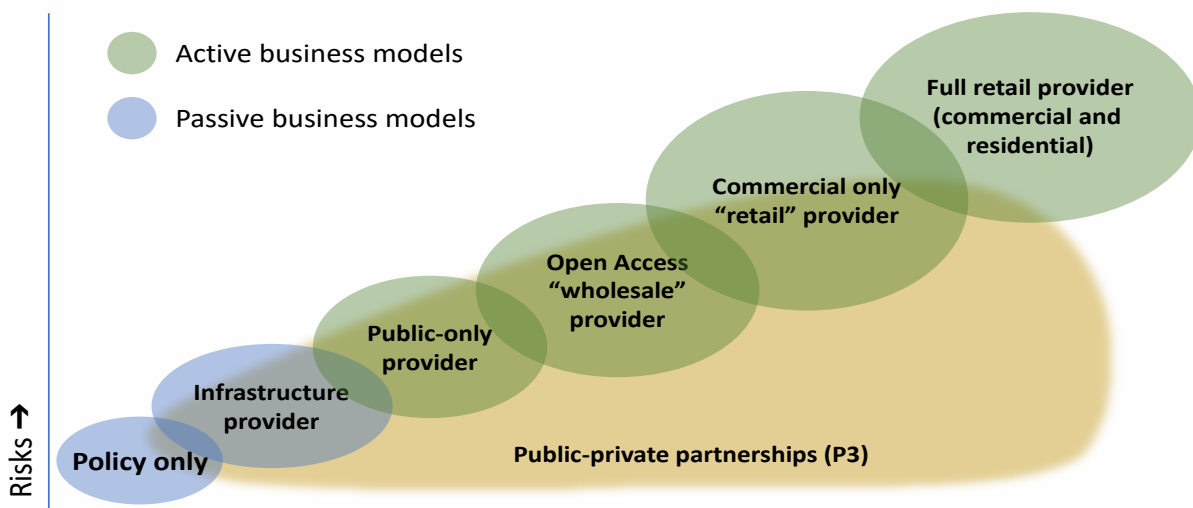 Active business models
Passive business models
Full retail provider
(commercial and
residential)
Commercial only
“retail” provider
Open Access
“wholesale”
provider
Public-only
provider
Infrastructure
provider
Policy only
Public-private partnerships (P3)
Risks ➔